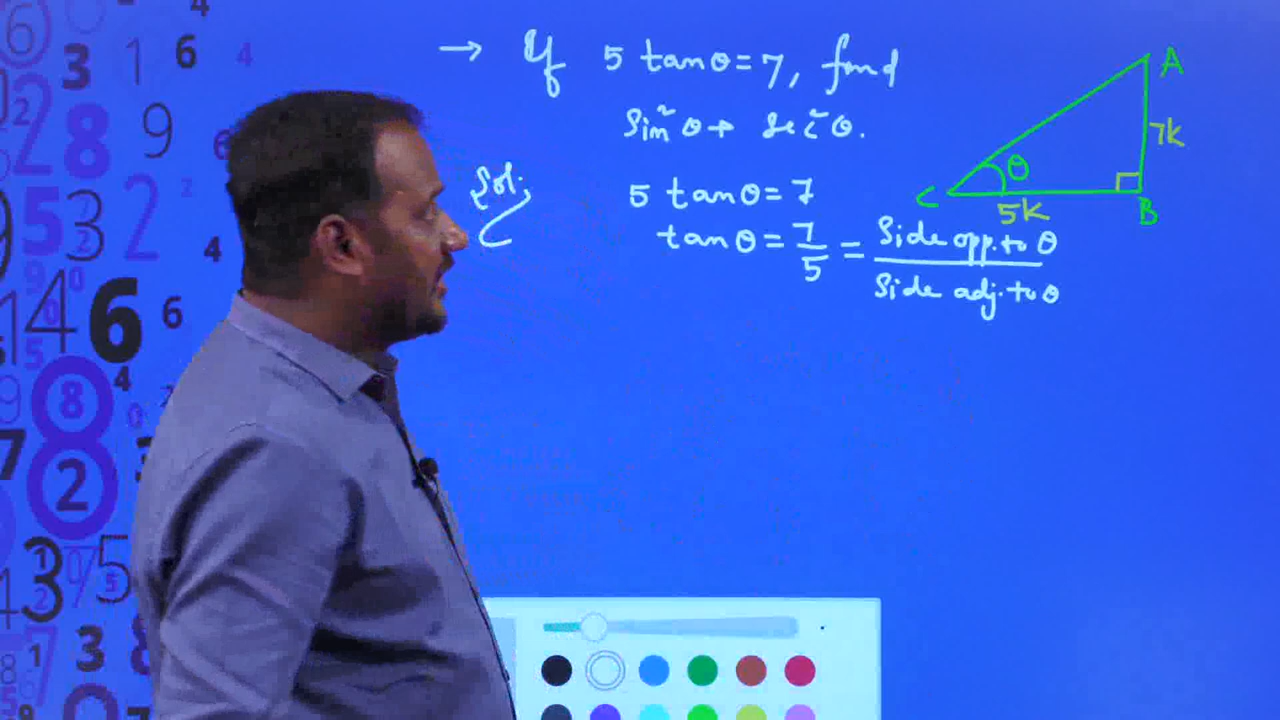 → If 5 tanθ = 7, find
Sin²θ + Sec²θ.
Sol.
5 tanθ = 7
tanθ = 7/5 = Side opp. to θ / Side adj. to θ
A
7k
θ
C
5k
B